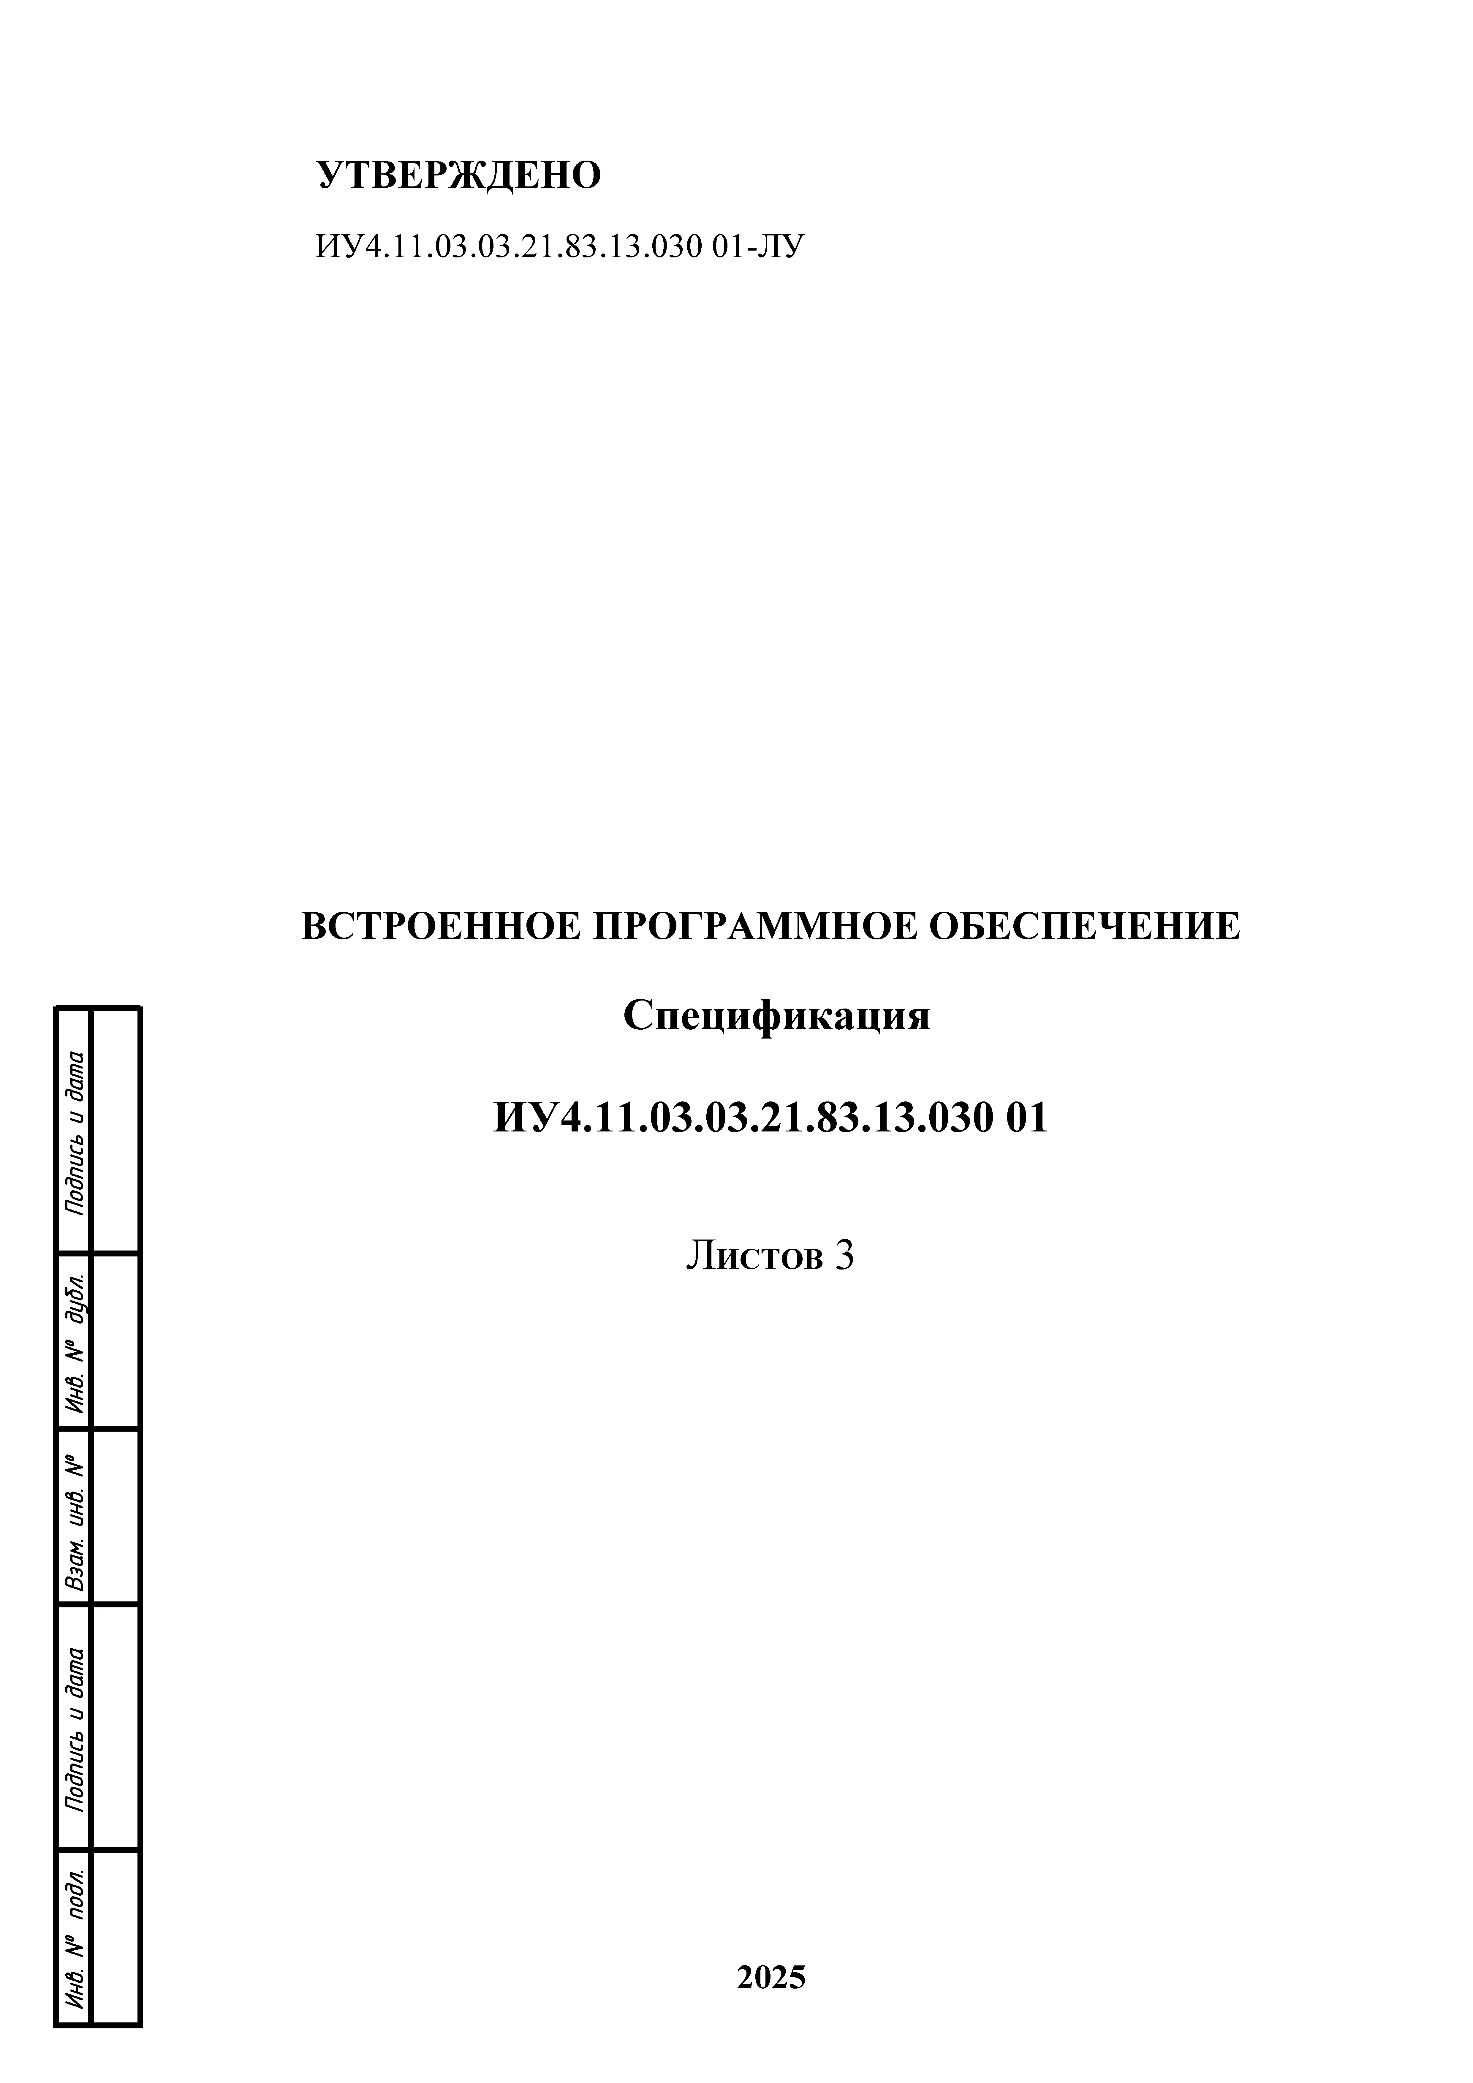 УТВЕРЖДЕНО
ИУ4.11.03.03.21.83.13.030 01-ЛУ
ВСТРОЕННОЕ ПРОГРАММНОЕ ОБЕСПЕЧЕНИЕ
Спецификация
ИУ4.11.03.03.21.83.13.030 01
Листов 3
Подпись и дата
Инв. № дубл.
Взам. инв. №
Подпись и дата
Инв. № подл.
2025